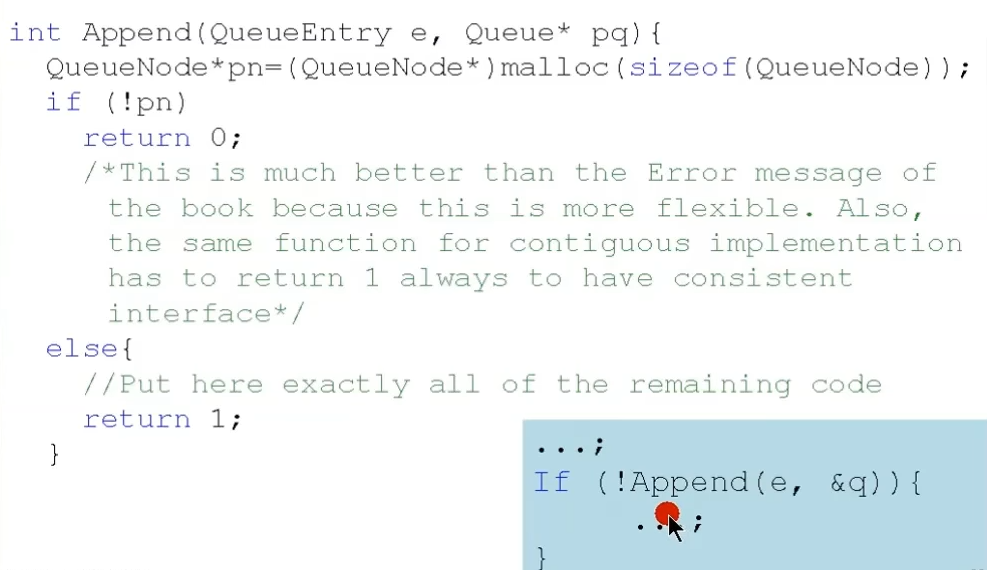 int Append(QueueEntry e, Queue* pq){
QueueNode*pn=(QueueNode*)malloc(sizeof(QueueNode));
if (!pn)
return 0;
/*This is much better than the Error message of
the book because this is more flexible. Also,
the same function for contiguous implementation
has to return 1 always to have consistent
interface*/
else{
//Put here exactly all of the remaining code
return 1;
}
...;
If (!Append(e, &q)){
...;
}